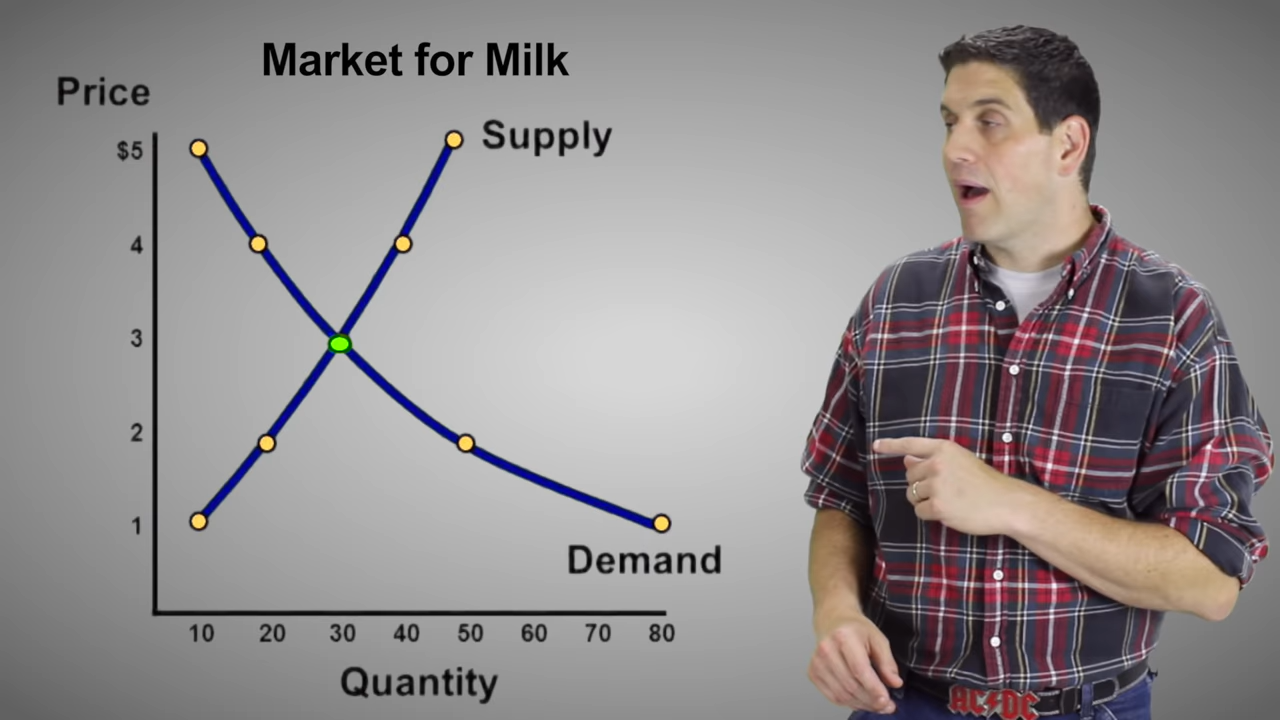 Market for Milk
Price
Supply
$5
4
3
2
1
Demand
10 20 30 40 50 60 70 80
Quantity
AC⚡DC